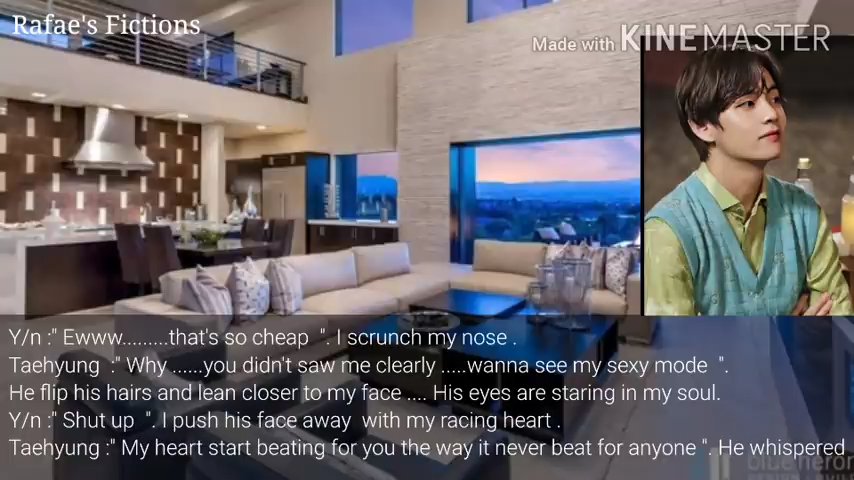 Rafae's Fictions
Made with KINEMASTER
Y/n :" Ewww.........that's so cheap ". I scrunch my nose .
Taehyung :" Why ......you didn't saw me clearly .....wanna see my sexy mode ".
He flip his hairs and lean closer to my face .... His eyes are staring in my soul.
Y/n :" Shut up ". I push his face away with my racing heart .
Taehyung :" My heart start beating for you the way it never beat for anyone ". He whispered
blue heron